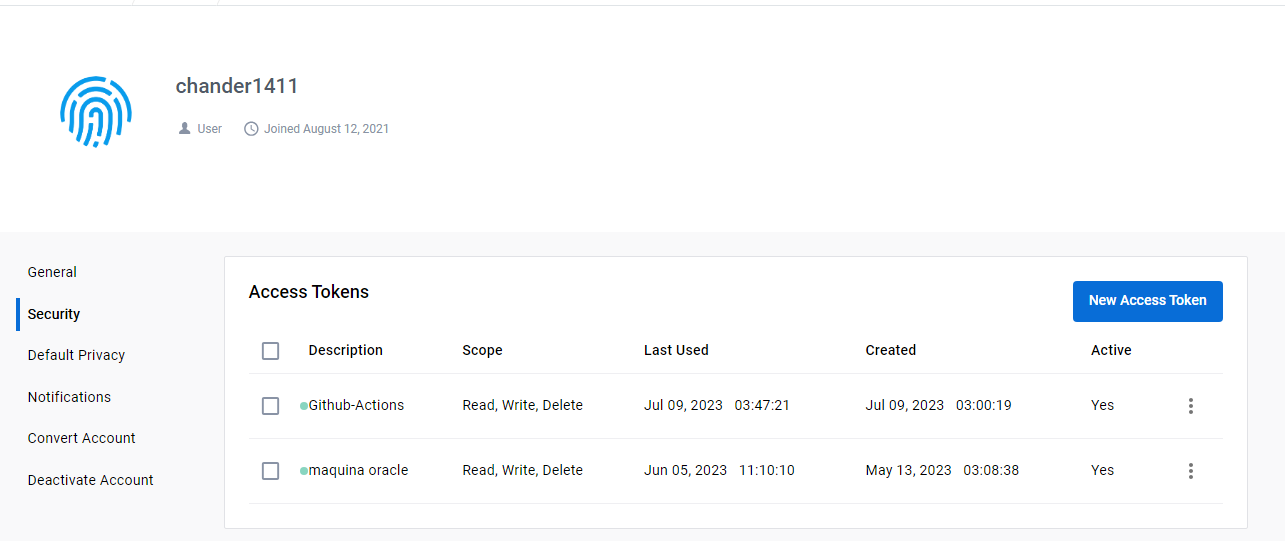 chander1411
User Joined August 12, 2021
General
Security
Default Privacy
Notifications
Convert Account
Deactivate Account
Access Tokens
New Access Token
Description Scope Last Used Created Active
Github-Actions Read, Write, Delete Jul 09, 2023 03:47:21 Jul 09, 2023 03:00:19 Yes
maquina oracle Read, Write, Delete Jun 05, 2023 11:10:10 May 13, 2023 03:08:38 Yes